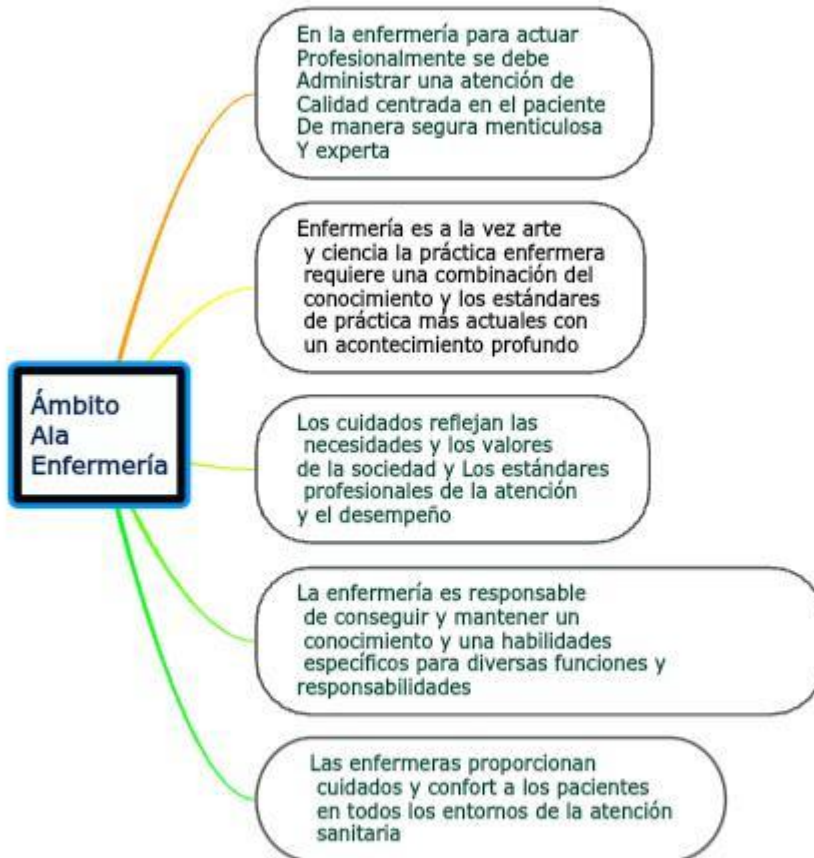 En la enfermería para actuar
Profesionalmente se debe
Administrar una atención de
Calidad centrada en el paciente
De manera segura menticulosa
Y experta
Enfermería es a la vez arte
y ciencia la práctica enfermera
requiere una combinación del
conocimiento y los estándares
de práctica más actuales con
un acontecimiento profundo
Ámbito
Ala
Enfermería
Los cuidados reflejan las
necesidades y los valores
de la sociedad y Los estándares
profesionales de la atención
y el desempeño
La enfermería es responsable
de conseguir y mantener un
conocimiento y una habilidades
específicos para diversas funciones y
responsabilidades
Las enfermeras proporcionan
cuidados y confort a los pacientes
en todos los entornos de la atención
sanitaria